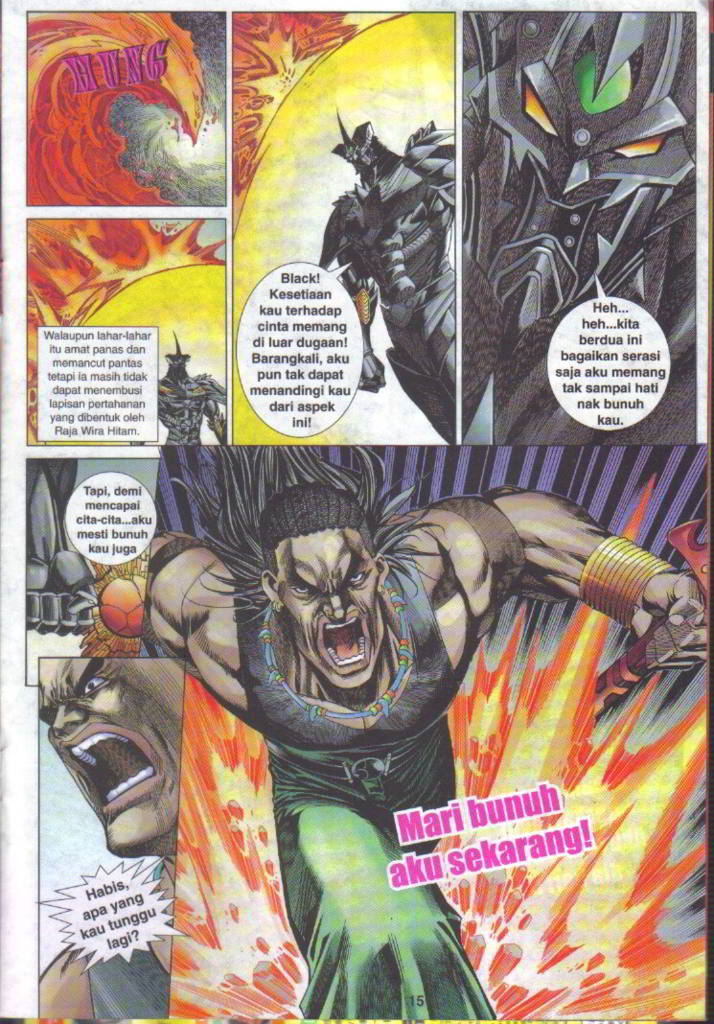 HUNG
Walaupun lahar-lahar
itu amat panas dan
memancut pantas
tetapi ia masih tidak
dapat menembusi
lapisan pertahanan
yang dibentuk oleh
Raja Wira Hitam.
Black!
Kesetiaan
kau terhadap
cinta memang
di luar dugaan!
Barangkali, aku
pun tak dapat
menandingi kau
dari aspek
ini!
Heh...
heh...kita
berdua ini
bagaikan serasi
saja aku memang
tak sampai hati
nak bunuh
kau.
Tapi, demi
mencapai
cita-cita...aku
mesti bunuh
kau juga
Habis,
apa yang
kau tunggu
lagi?
Mari bunuh
aku sekarang!
15